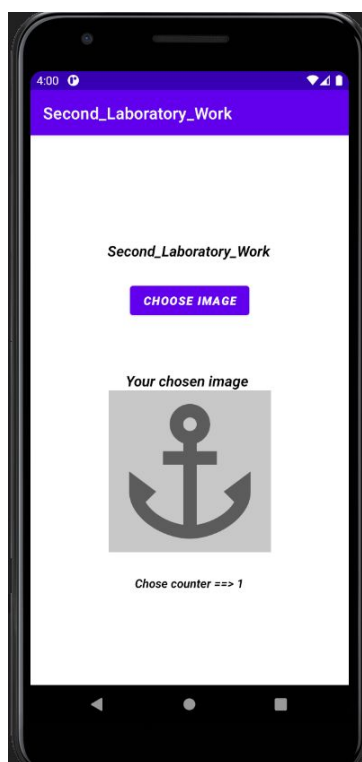 4:00
Second_Laboratory_Work
Second_Laboratory_Work
CHOOSE IMAGE
Your chosen image
Chose counter ==> 1